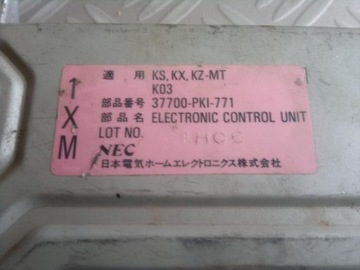 1 X M
適用 KS, KX, KZ-MT
K03
部品番号 37700-PKI-771
部品名 ELECTRONIC CONTROL UNIT
LOT NO.
NEC
日本電気ホームエレクトロニクス株式会社